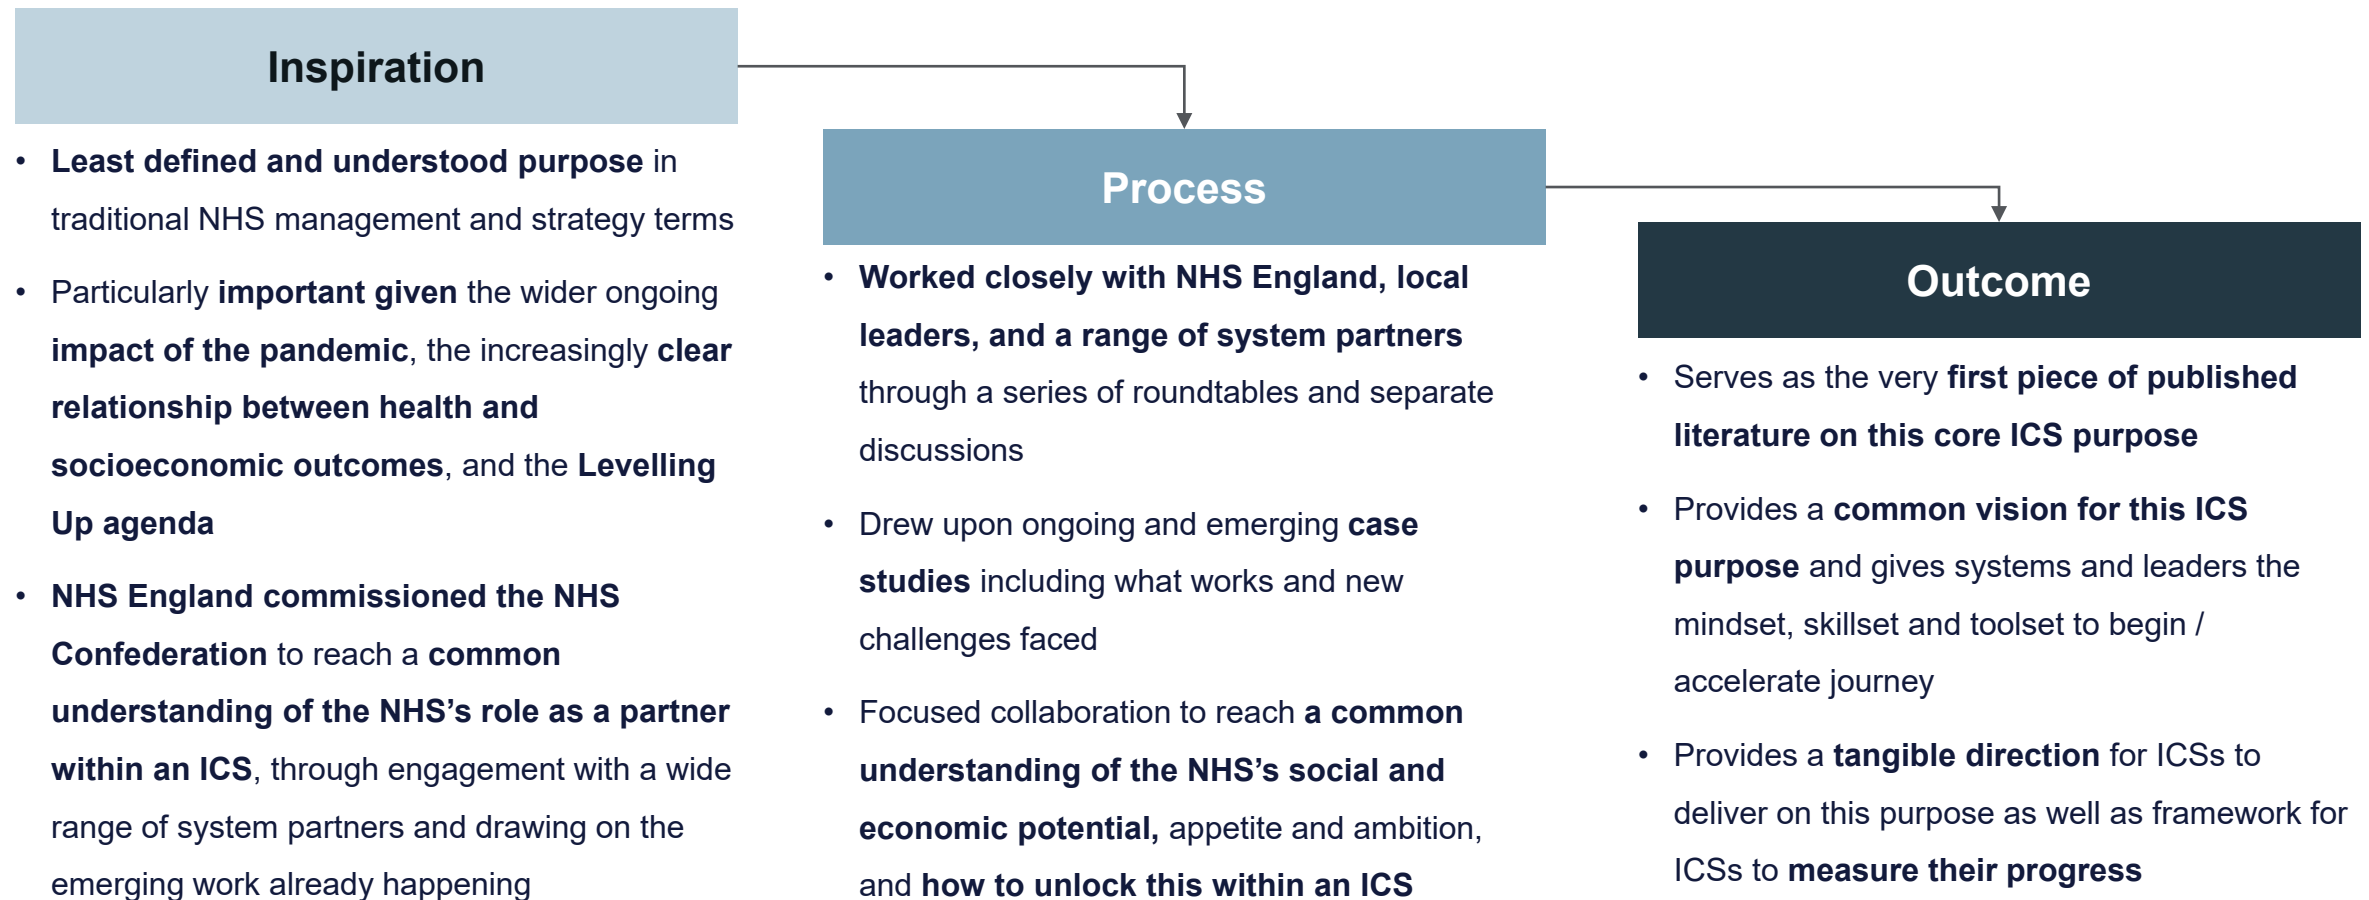 Inspiration
• Least defined and understood purpose in
traditional NHS management and strategy terms
• Particularly important given the wider ongoing
impact of the pandemic, the increasingly clear
relationship between health and
socioeconomic outcomes, and the Levelling
Up agenda
• NHS England commissioned the NHS
Confederation to reach a common
understanding of the NHS’s role as a partner
within an ICS, through engagement with a wide
range of system partners and drawing on the
emerging work already happening
Process
• Worked closely with NHS England, local
leaders, and a range of system partners
through a series of roundtables and separate
discussions
• Drew upon ongoing and emerging case
studies including what works and new
challenges faced
• Focused collaboration to reach a common
understanding of the NHS’s social and
economic potential, appetite and ambition,
and how to unlock this within an ICS
Outcome
• Serves as the very first piece of published
literature on this core ICS purpose
• Provides a common vision for this ICS
purpose and gives systems and leaders the
mindset, skillset and toolset to begin /
accelerate journey
• Provides a tangible direction for ICSs to
deliver on this purpose as well as framework for
ICSs to measure their progress